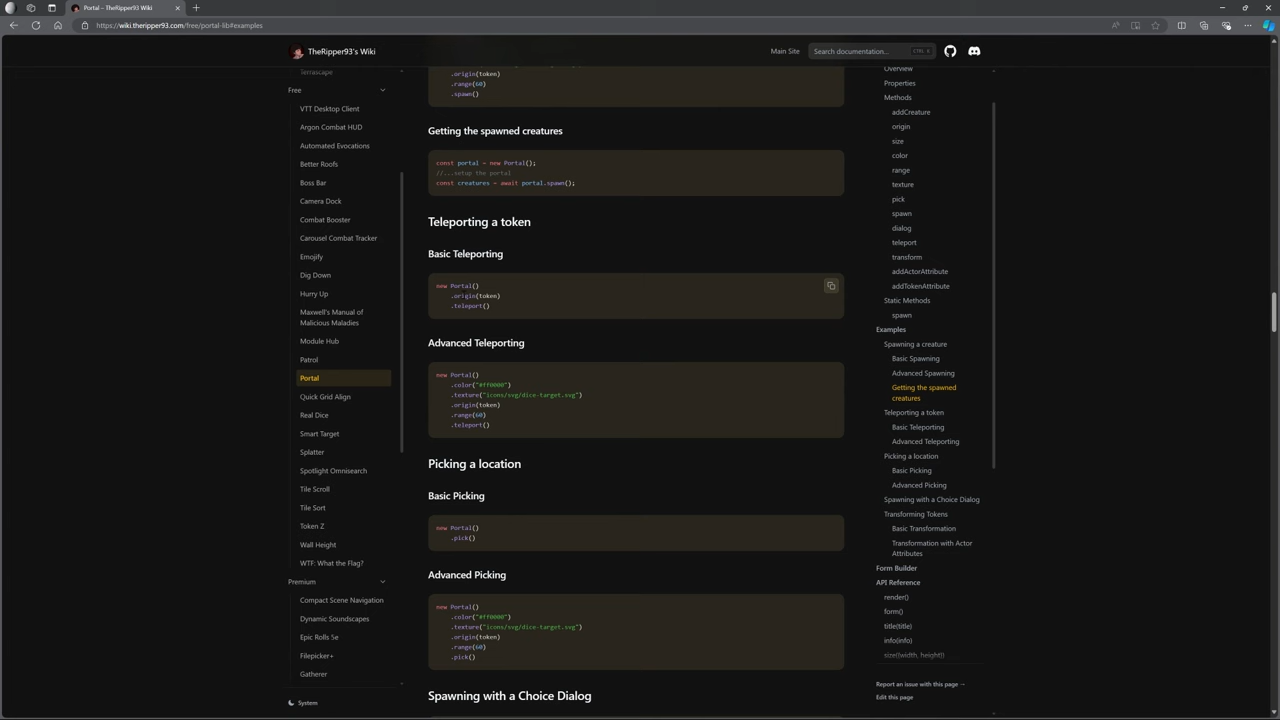 Portal – TheRipper93's Wiki
https://wiki.theripper93.com/free/portal-lib#examples
TheRipper93's Wiki
Main Site
Search documentation...
CTRL K
Terrascape
Free
VTT Desktop Client
Argon Combat HUD
Automated Evocations
Better Roofs
Boss Bar
Camera Dock
Combat Booster
Carousel Combat Tracker
Emojify
Dig Down
Hurry Up
Maxwell's Manual of
Malicious Maladies
Module Hub
Patrol
Portal
Quick Grid Align
Real Dice
Smart Target
Splatter
Spotlight Omnisearch
Tile Scroll
Tile Sort
Token Z
Wall Height
WTF: What the Flag?
Premium
Compact Scene Navigation
Dynamic Soundscapes
Epic Rolls 5e
Filepicker+
Gatherer
System
.origin(token)
.range(60)
.spawn()
Getting the spawned creatures
const portal = new Portal();
//...setup the portal
const creatures = await portal.spawn();
Teleporting a token
Basic Teleporting
new Portal()
.origin(token)
.teleport()
Advanced Teleporting
new Portal()
.color("#ff0000")
.texture("icons/svg/dice-target.svg")
.origin(token)
.range(60)
.teleport()
Picking a location
Basic Picking
new Portal()
.pick()
Advanced Picking
new Portal()
.color("#ff0000")
.texture("icons/svg/dice-target.svg")
.origin(token)
.range(60)
.pick()
Spawning with a Choice Dialog
Overview
Properties
Methods
addCreature
origin
size
color
range
texture
pick
spawn
dialog
teleport
transform
addActorAttribute
addTokenAttribute
Static Methods
spawn
Examples
Spawning a creature
Basic Spawning
Advanced Spawning
Getting the spawned
creatures
Teleporting a token
Basic Teleporting
Advanced Teleporting
Picking a location
Basic Picking
Advanced Picking
Spawning with a Choice Dialog
Transforming Tokens
Basic Transformation
Transformation with Actor
Attributes
Form Builder
API Reference
render()
form()
title(title)
info(info)
size({width, height})
Report an issue with this page →
Edit this page